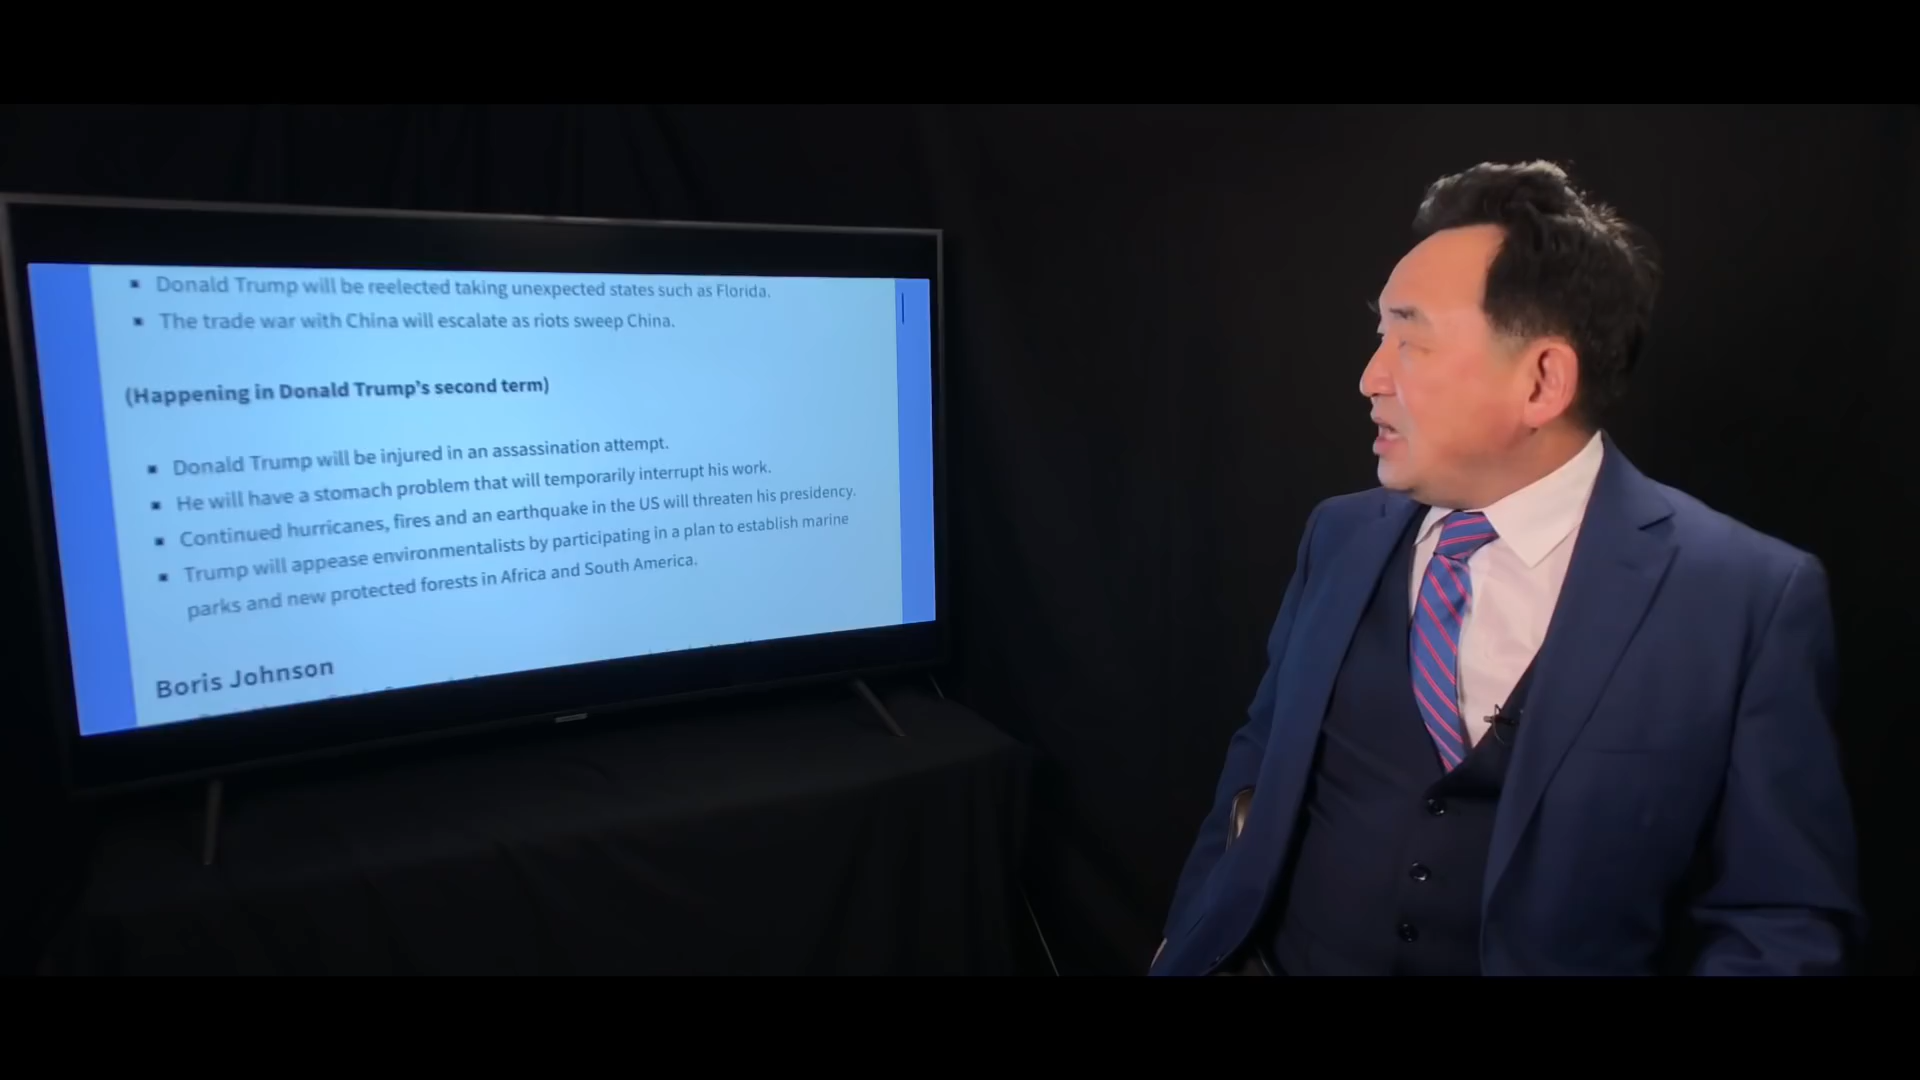 ▪ Donald Trump will be reelected taking unexpected states such as Florida.
▪ The trade war with China will escalate as riots sweep China.
(Happening in Donald Trump's second term)
▪ Donald Trump will be injured in an assassination attempt.
▪ He will have a stomach problem that will temporarily interrupt his work.
▪ Continued hurricanes, fires and an earthquake in the US will threaten his presidency.
▪ Trump will appease environmentalists by participating in a plan to establish marine
parks and new protected forests in Africa and South America.
Boris Johnson